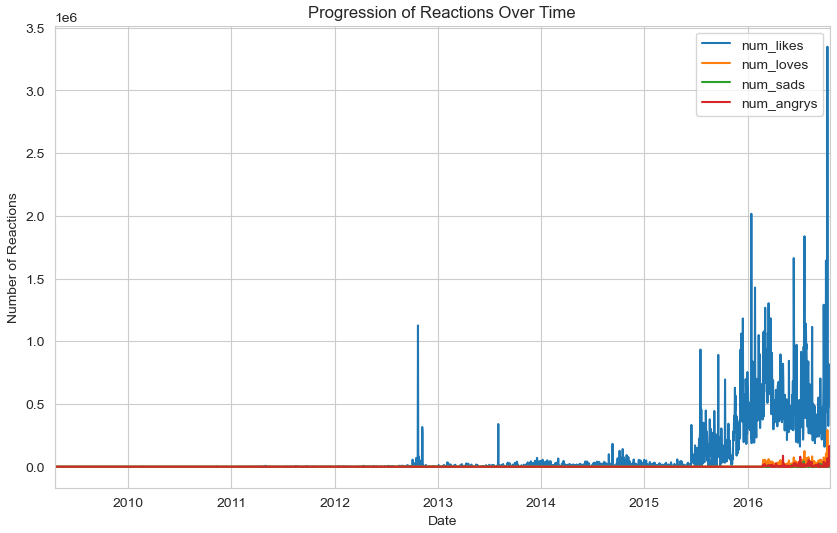 Progression of Reactions Over Time
1e6
3.5
3.0
2.5
2.0
1.5
1.0
0.5
0.0
Number of Reactions
num_likes
num_loves
num_sads
num_angrys
2010
2011
2012
2013
2014
2015
2016
Date